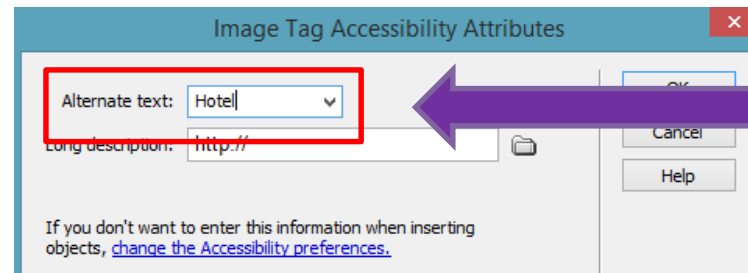 Image Tag Accessibility Attributes
Alternate text: Hotel
OK
Long description: http://
Cancel
Help
If you don't want to enter this information when inserting
objects, change the Accessibility preferences.